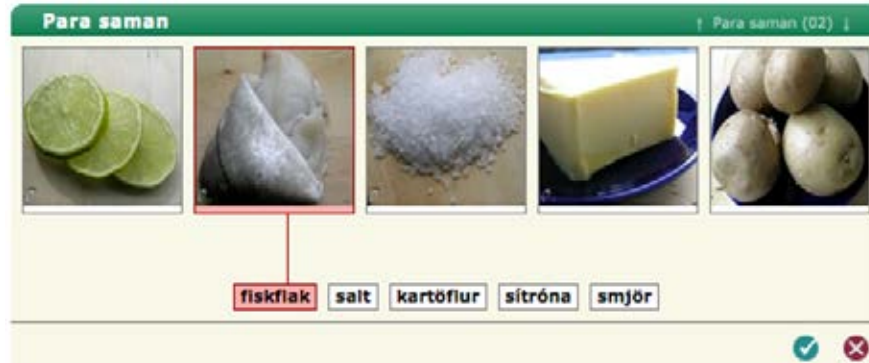 Para saman
↑ Para saman (02) ↓
fiskflak salt kartöflur sítróna smjör